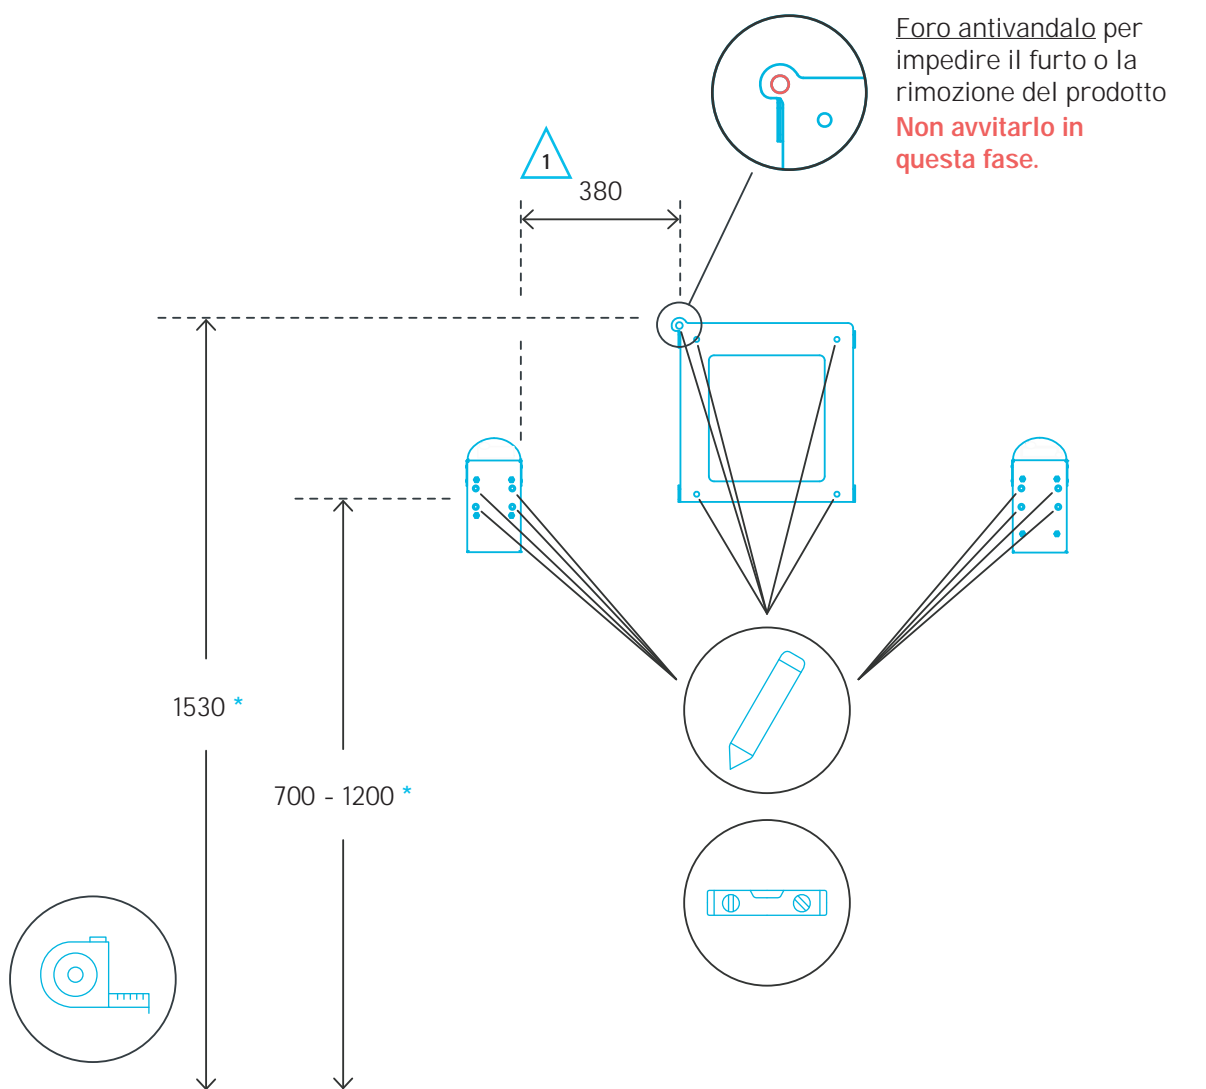 Foro antivandalo per
impedire il furto o la
rimozione del prodotto
Non avvitarlo in
questa fase.
1
380
1530 *
700 - 1200 *